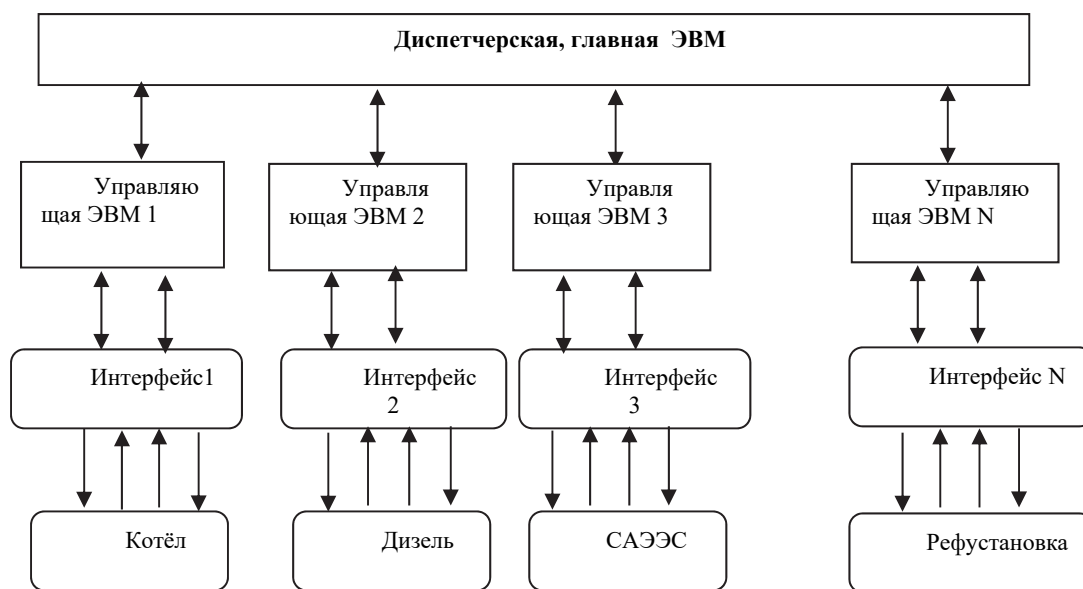 Диспетчерская, главная ЭВМ
Управляю
щая ЭВМ 1
Управля
ющая ЭВМ 2
Управля
ющая ЭВМ 3
Управляю
щая ЭВМ N
Интерфейс1
Интерфейс
2
Интерфейс
3
Интерфейс N
Котёл
Дизель
САЭЭС
Рефустановка